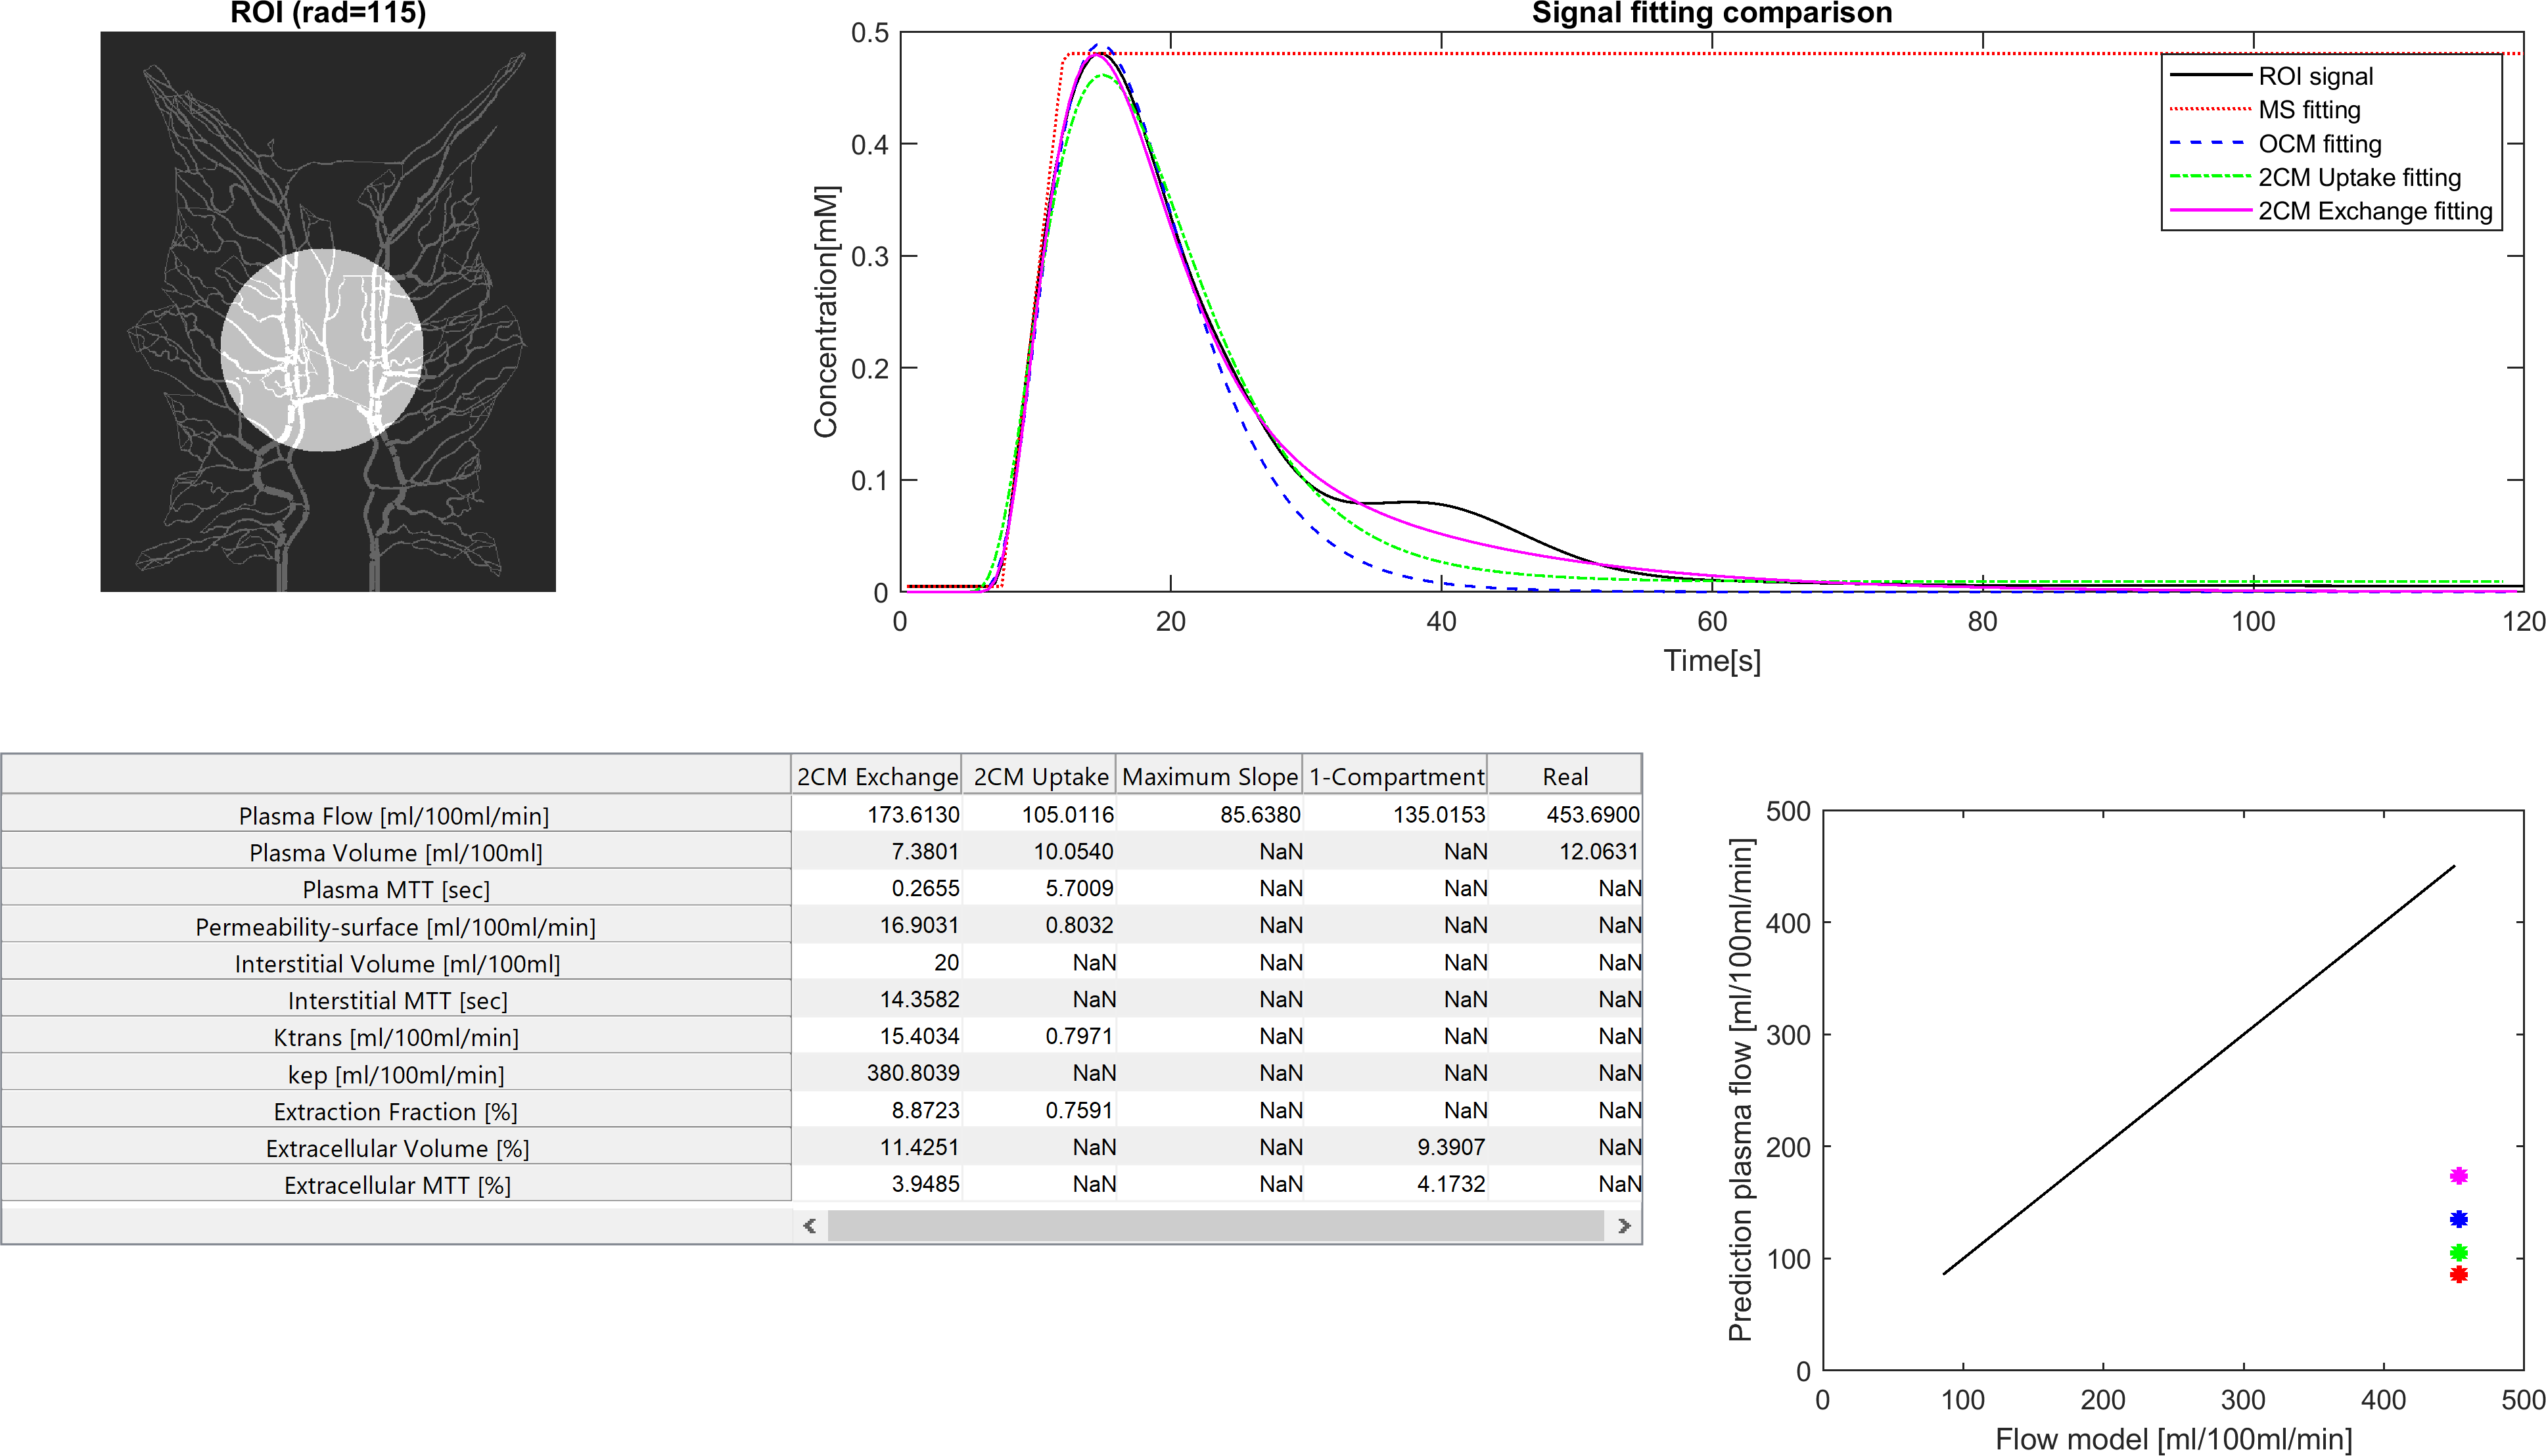 ROI (rad=115)
Signal fitting comparison
0.5
0.4
0.3
0.2
0.1
0
Concentration[mM]
0 20 40 60 80 100 120
Time[s]
ROI signal
MS fitting
OCM fitting
2CM Uptake fitting
2CM Exchange fitting
2CM Exchange 2CM Uptake Maximum Slope 1-Compartment Real
Plasma Flow [ml/100ml/min] 173.6130 105.0116 85.6380 135.0153 453.6900
Plasma Volume [ml/100ml] 7.3801 10.0540 NaN NaN 12.0631
Plasma MTT [sec] 0.2655 5.7009 NaN NaN NaN
Permeability-surface [ml/100ml/min] 16.9031 0.8032 NaN NaN NaN
Interstitial Volume [ml/100ml] 20 NaN NaN NaN NaN
Interstitial MTT [sec] 14.3582 NaN NaN NaN NaN
Ktrans [ml/100ml/min] 15.4034 0.7971 NaN NaN NaN
kep [ml/100ml/min] 380.8039 NaN NaN NaN NaN
Extraction Fraction [%] 8.8723 0.7591 NaN NaN NaN
Extracellular Volume [%] 11.4251 NaN NaN 9.3907 NaN
Extracellular MTT [%] 3.9485 NaN NaN 4.1732 NaN
500
400
300
200
100
0
Prediction plasma flow [ml/100ml/min]
0 100 200 300 400 500
Flow model [ml/100ml/min]